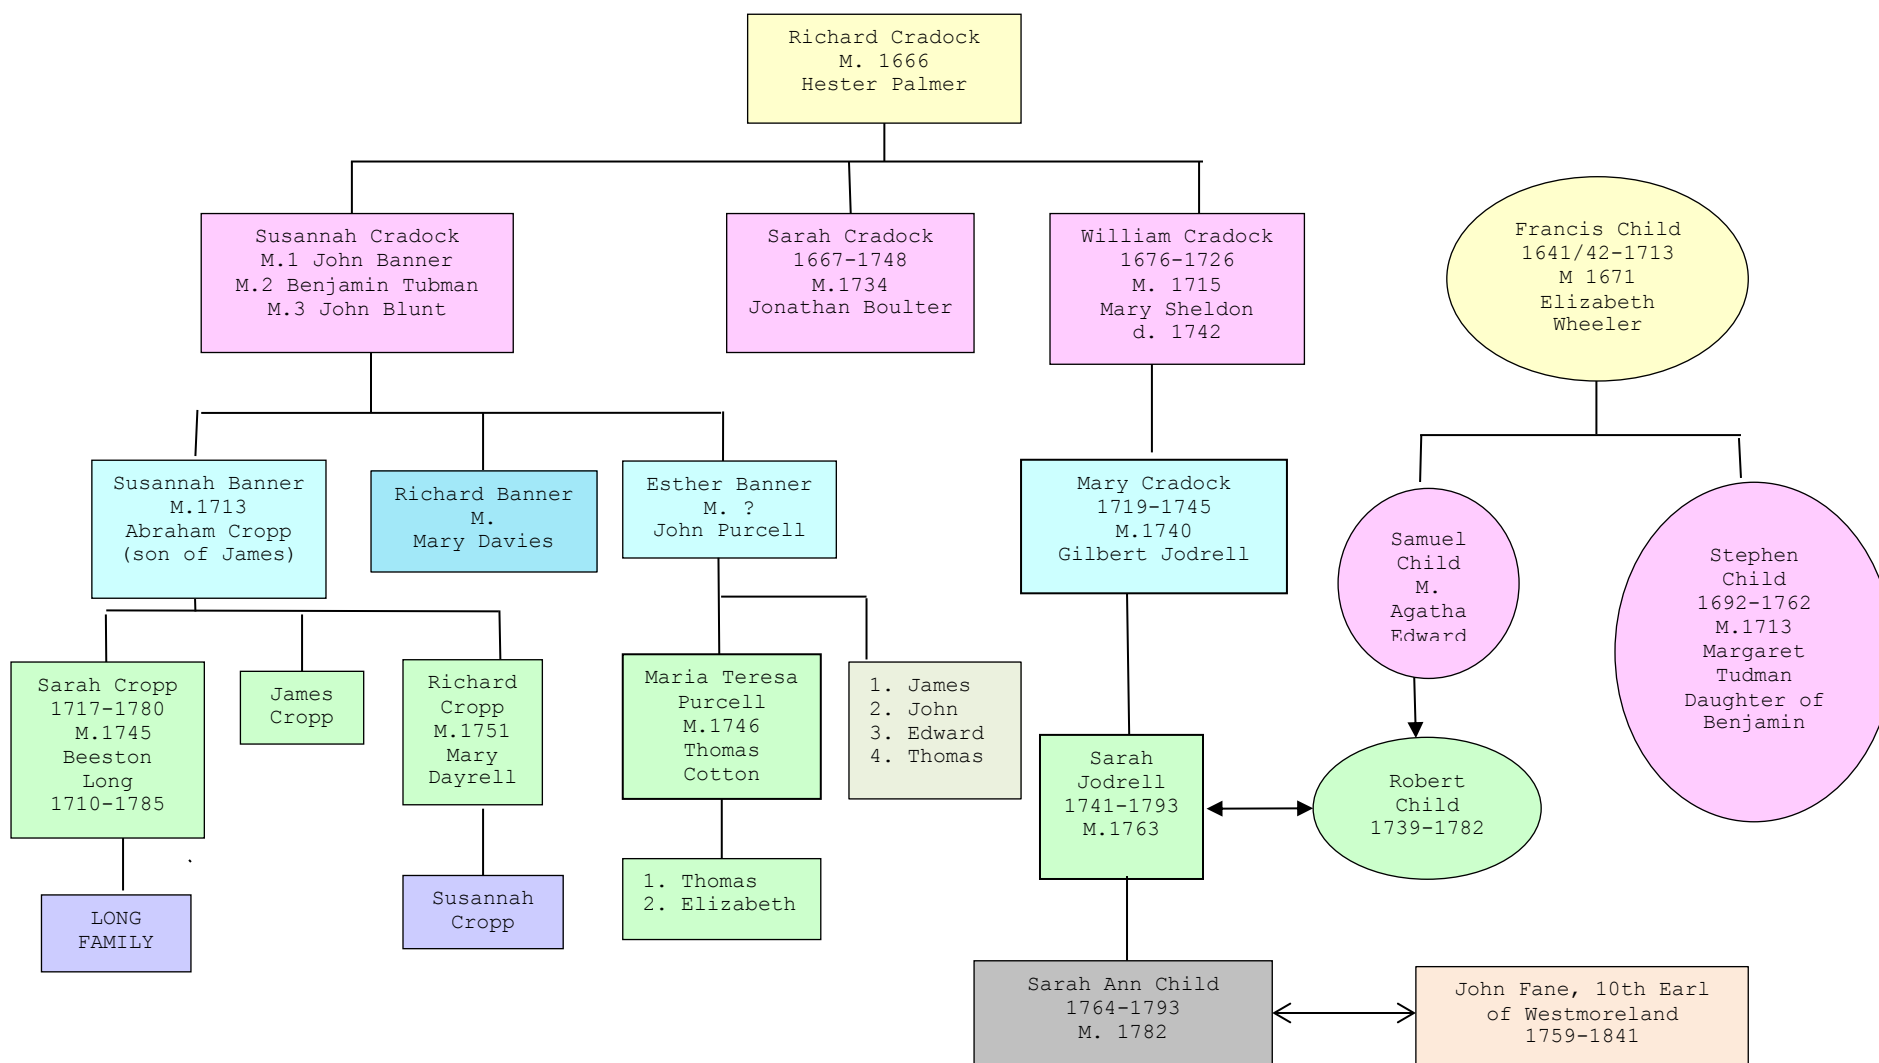 Richard Cradock
M. 1666
Hester Palmer
Susannah Cradock
M.1 John Banner
M.2 Benjamin Tubman
M.3 John Blunt
Sarah Cradock
1667-1748
M.1734
Jonathan Boulter
William Cradock
1676-1726
M. 1715
Mary Sheldon
d. 1742
Francis Child
1641/42-1713
M 1671
Elizabeth
Wheeler
Susannah Banner
M.1713
Abraham Cropp
(son of James)
Richard Banner
M.
Mary Davies
Esther Banner
M. ?
John Purcell
Mary Cradock
1719-1745
M.1740
Gilbert Jodrell
Samuel
Child
M.
Agatha
Edward
Stephen
Child
1692-1762
M.1713
Margaret
Tudman
Daughter of
Benjamin
Sarah Cropp
1717-1780
M.1745
Beeston
Long
1710-1785
James
Cropp
Richard
Cropp
M.1751
Mary
Dayrell
Maria Teresa
Purcell
M.1746
Thomas
Cotton
1. James
2. John
3. Edward
4. Thomas
Sarah
Jodrell
1741-1793
M.1763
Robert
Child
1739-1782
LONG
FAMILY
Susannah
Cropp
1. Thomas
2. Elizabeth
Sarah Ann Child
1764-1793
M. 1782
John Fane, 10th Earl
of Westmoreland
1759-1841